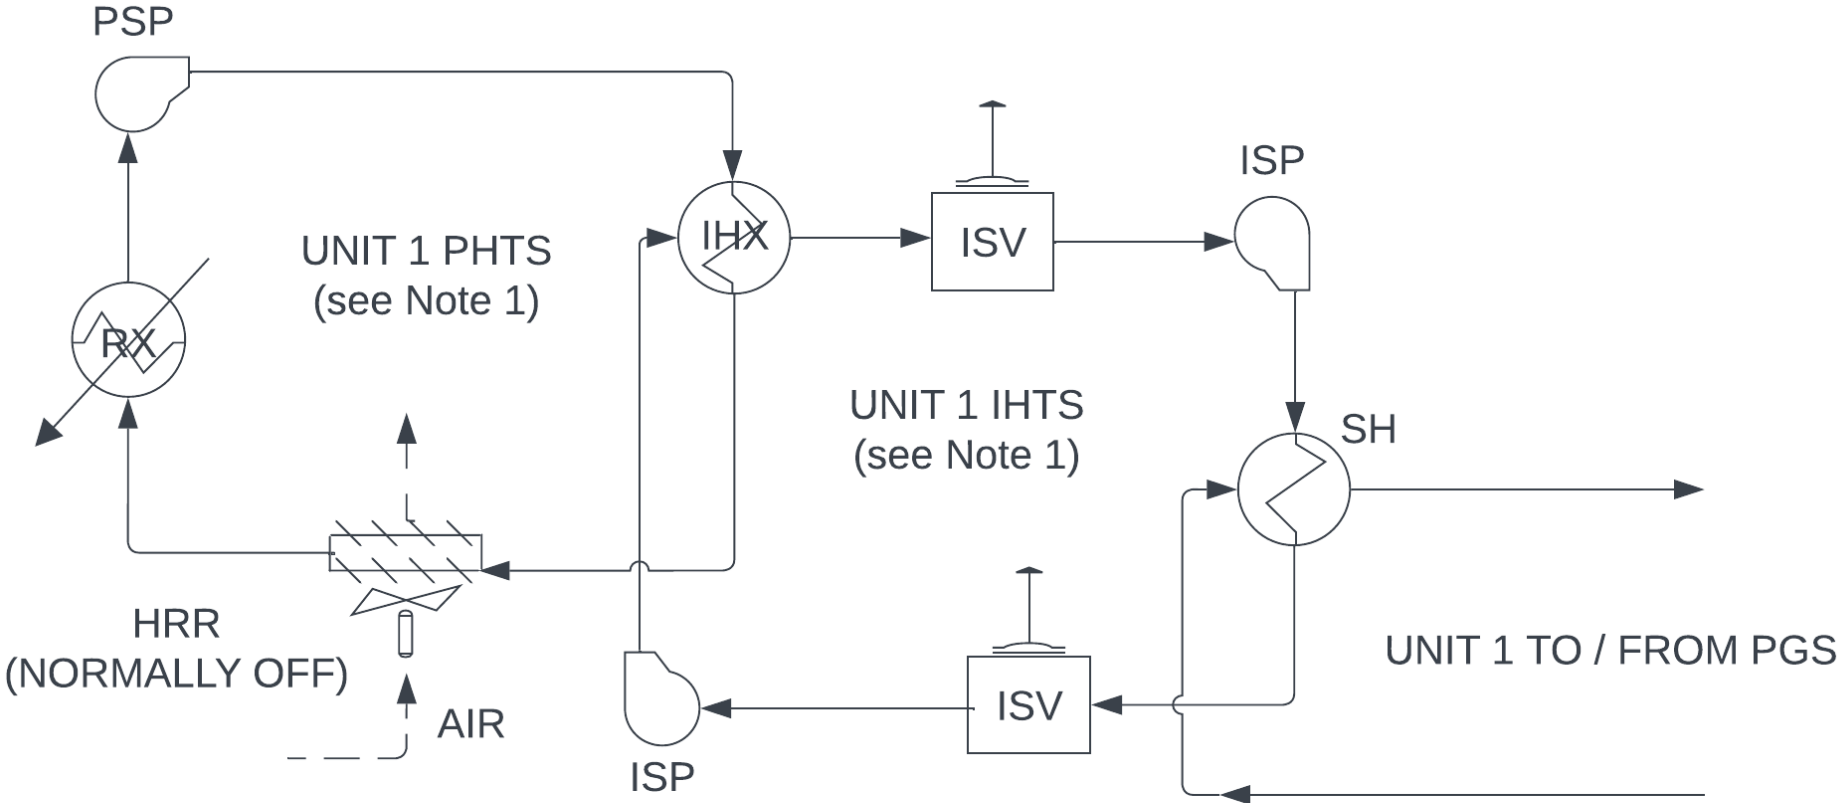 PSP
ISP
IHX
ISV
UNIT 1 PHTS
(see Note 1)
RX
UNIT 1 IHTS
(see Note 1)
SH
HRR
(NORMALLY OFF)
UNIT 1 TO / FROM PGS
AIR
ISV
ISP